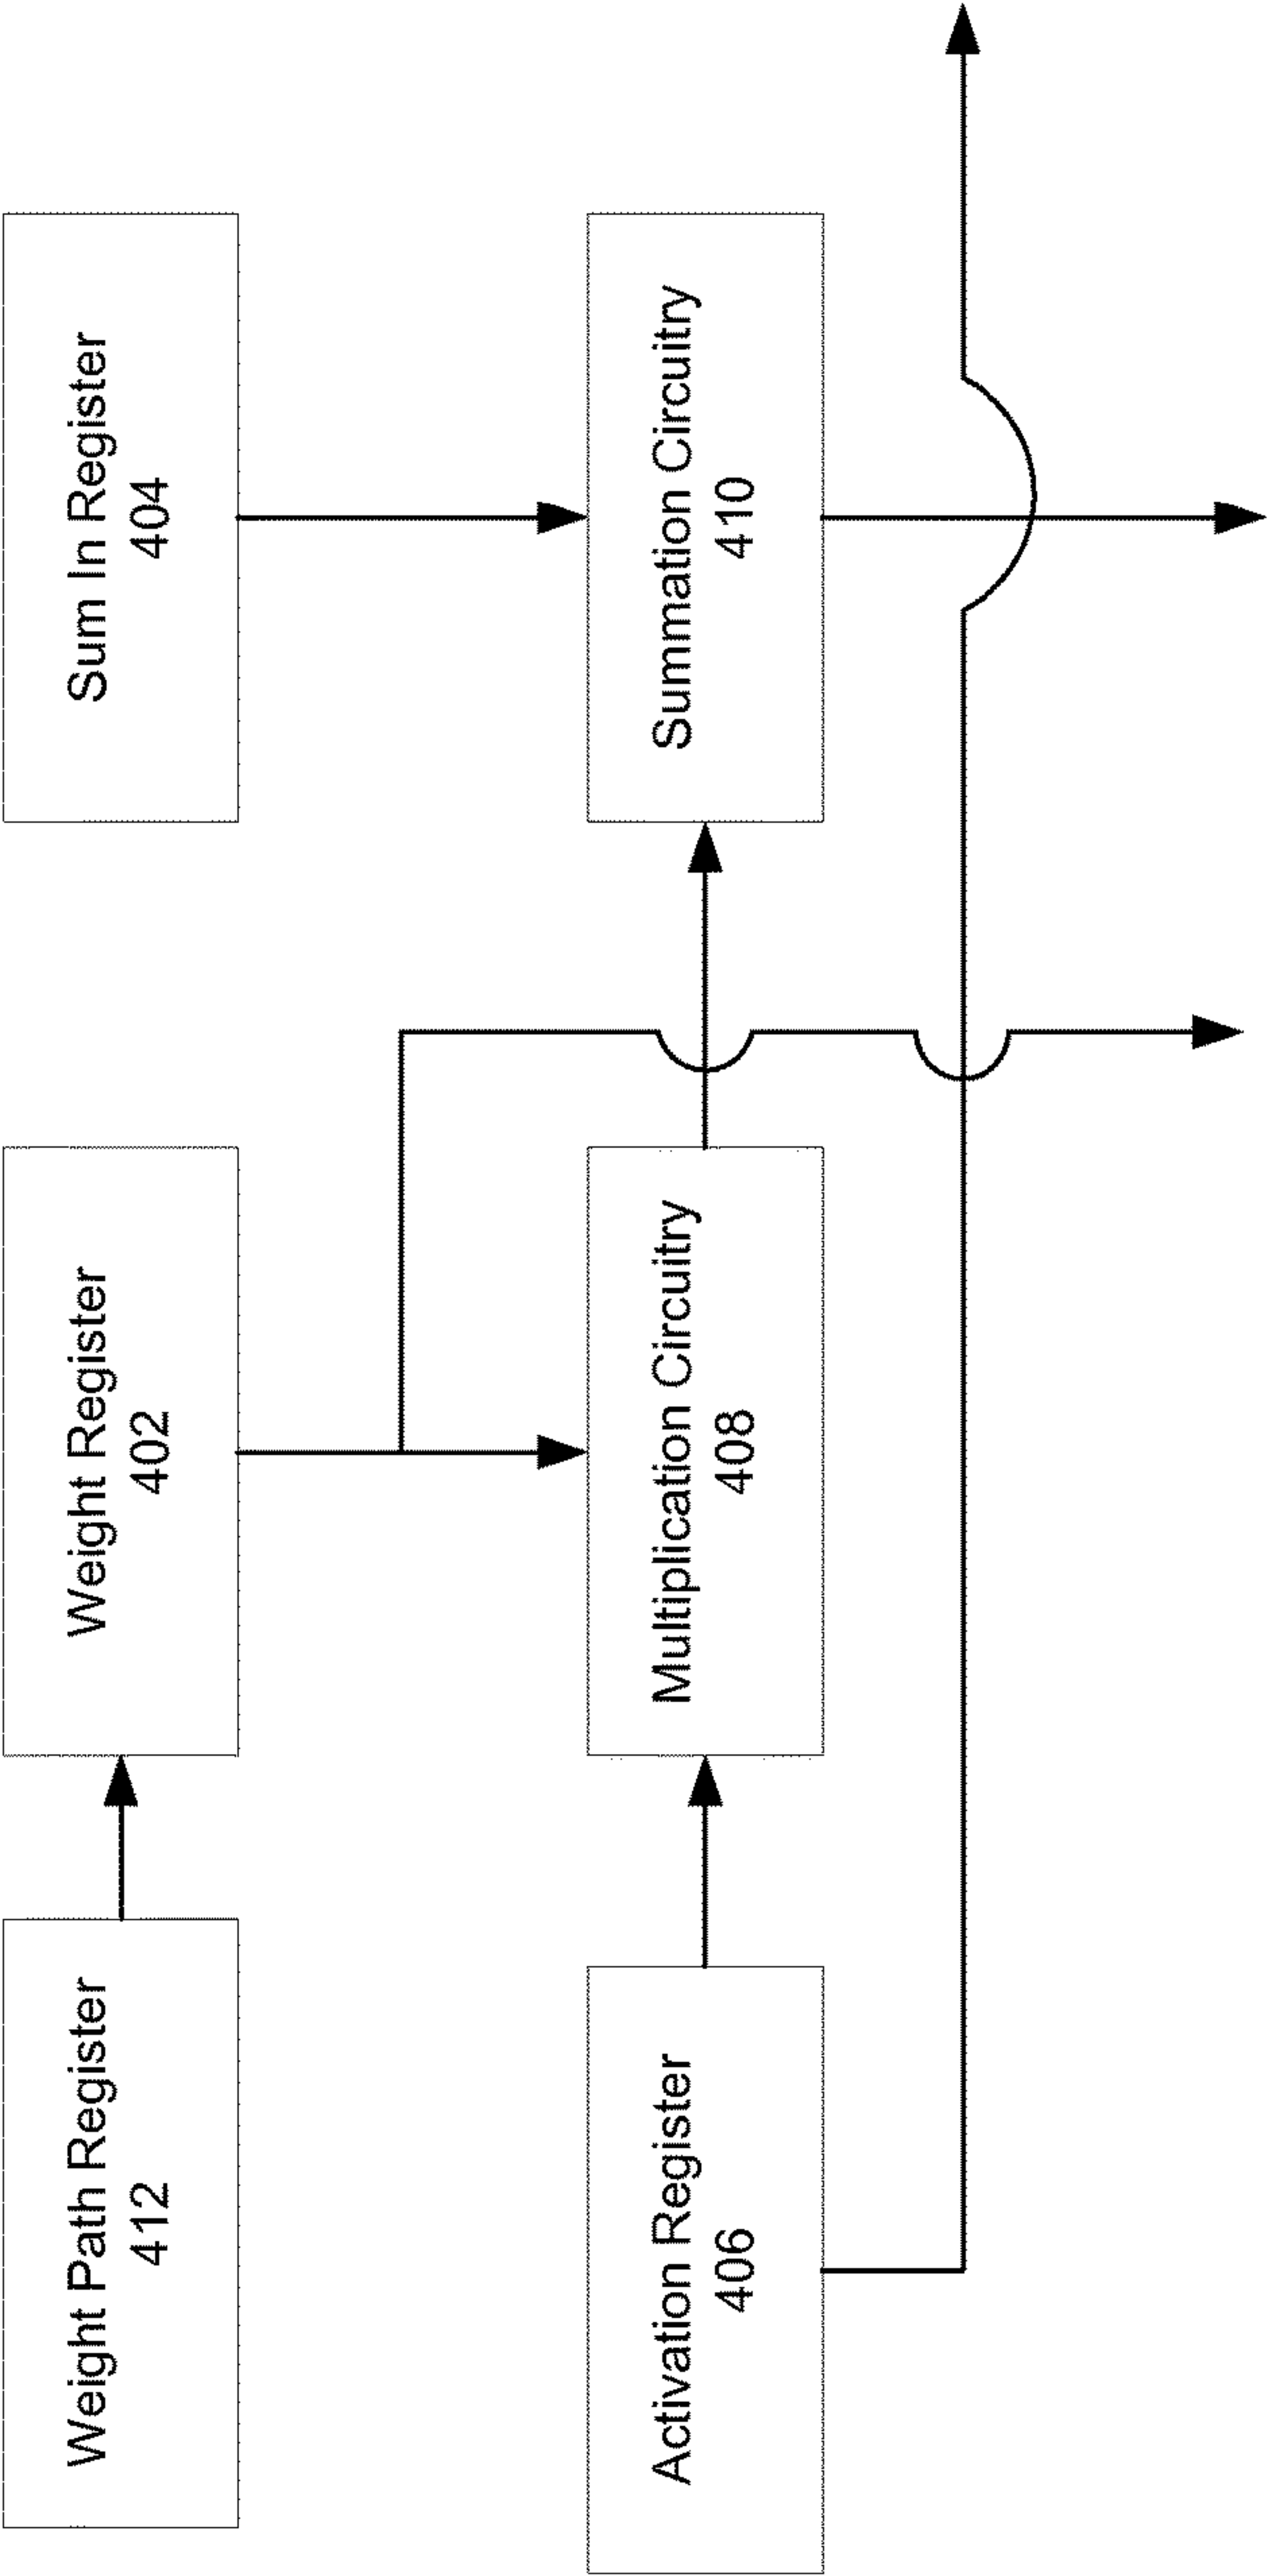 Weight Path Register
412
Weight Register
402
Sum In Register
404
Activation Register
406
Multiplication Circuitry
408
Summation Circuitry
410